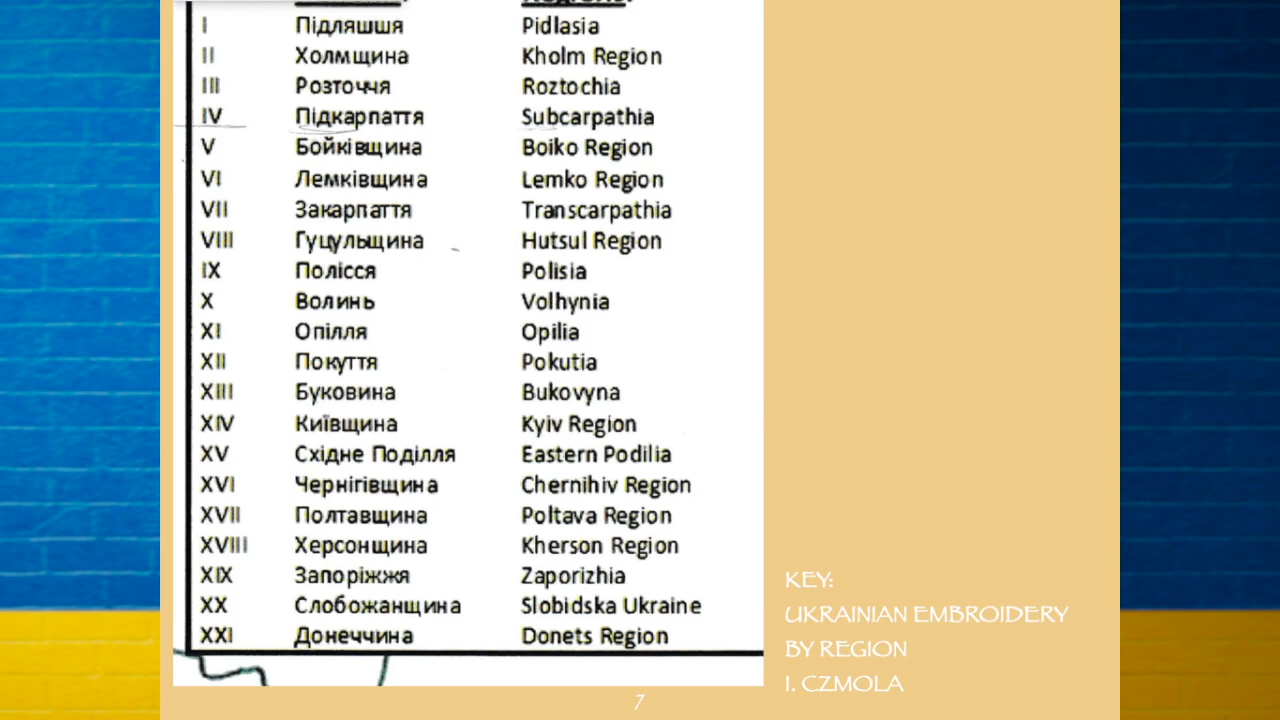 I Підляшшя Pidlasia
II Холмщина Kholm Region
III Розточчя Roztochia
IV Підкарпаття Subcarpathia
V Бойківщина Boiko Region
VI Лемківщина Lemko Region
VII Закарпаття Transcarpathia
VIII Гуцульщина Hutsul Region
IX Полісся Polisia
X Волинь Volhynia
XI Опілля Opilia
XII Покуття Pokutia
XIII Буковина Bukovyna
XIV Київщина Kyiv Region
XV Східне Поділля Eastern Podilia
XVI Чернігівщина Chernihiv Region
XVII Полтавщина Poltava Region
XVIII Херсонщина Kherson Region
XIX Запоріжжя Zaporizhia
XX Слобожанщина Slobidska Ukraine
XXI Донеччина Donets Region
KEY:
UKRAINIAN EMBROIDERY
BY REGION
I. CZMOLA
7